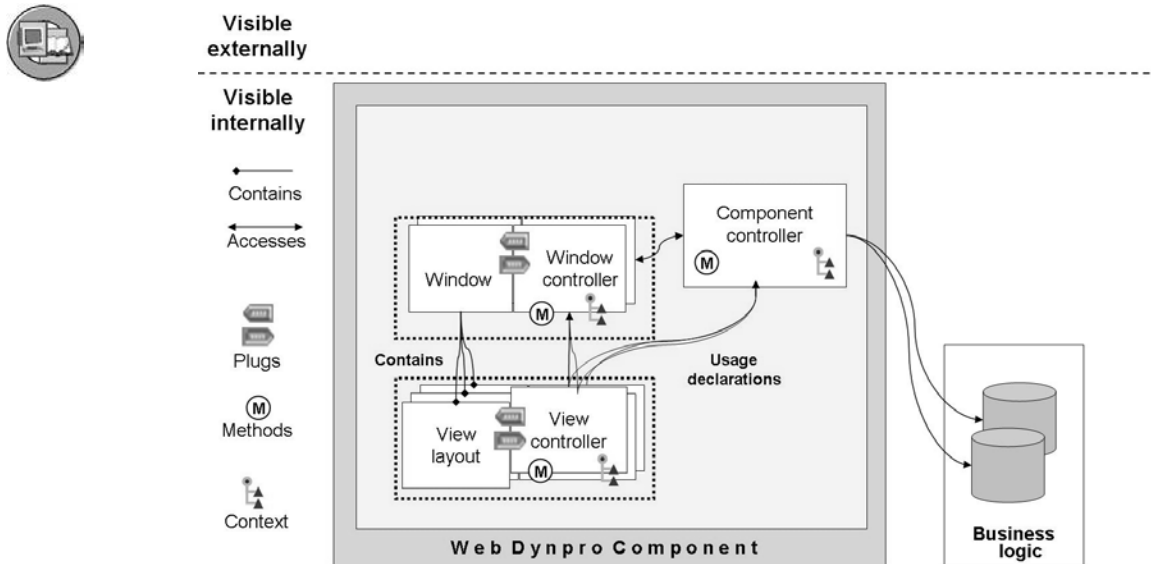 Visible
externally
Visible
internally
Contains
Accesses
Plugs
M
Methods
Context
Window
Window
controller
M
Component
controller
M
Contains
Usage
declarations
View
layout
View
controller
M
Web Dynpro Component
Business
logic